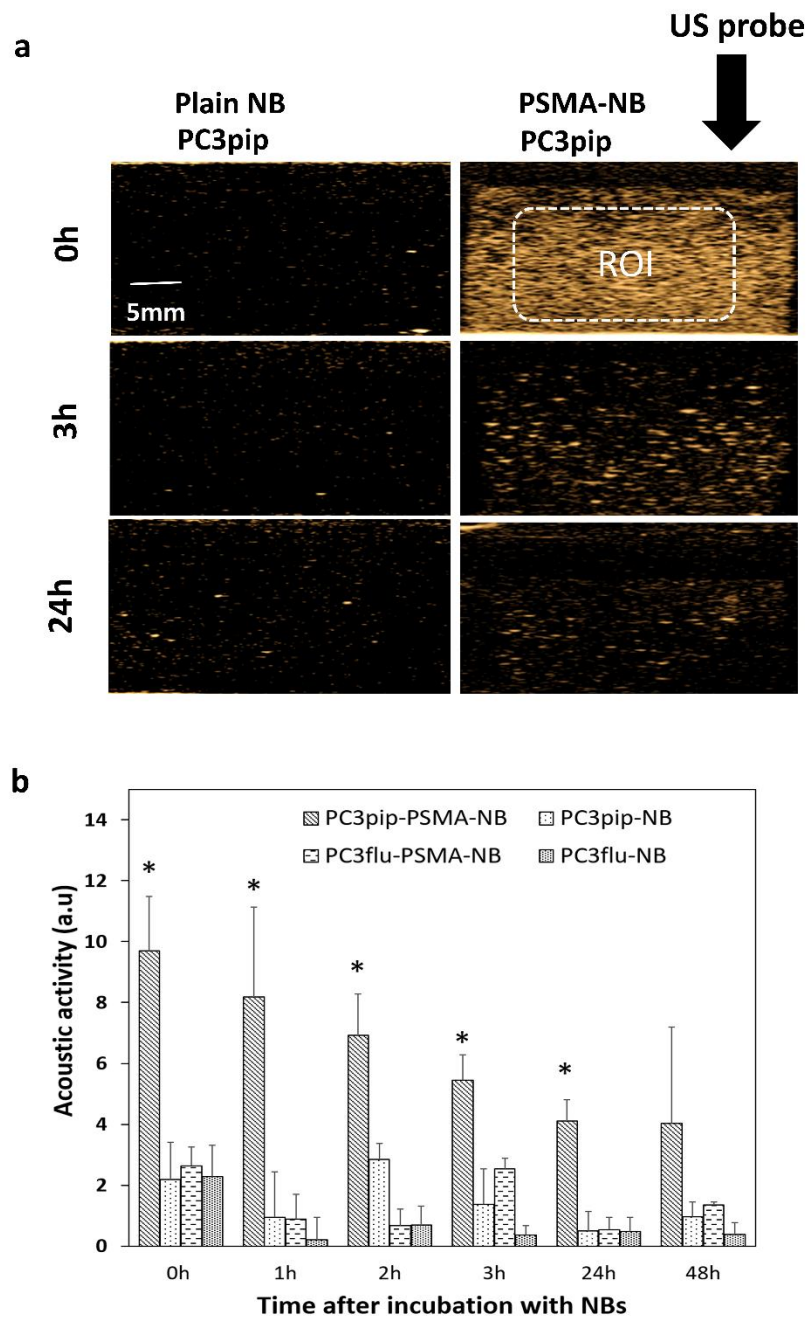 a
US probe
Plain NB
PC3pip
PSMA-NB
PC3pip
0h
ROI
5mm
3h
24h
b
PC3pip-PSMA-NB
PC3pip-NB
PC3flu-PSMA-NB
PC3flu-NB
Acoustic activity (a.u)
14
12
10
8
6
4
2
0
*
*
*
*
*
0h
1h
2h
3h
24h
48h
Time after incubation with NBs